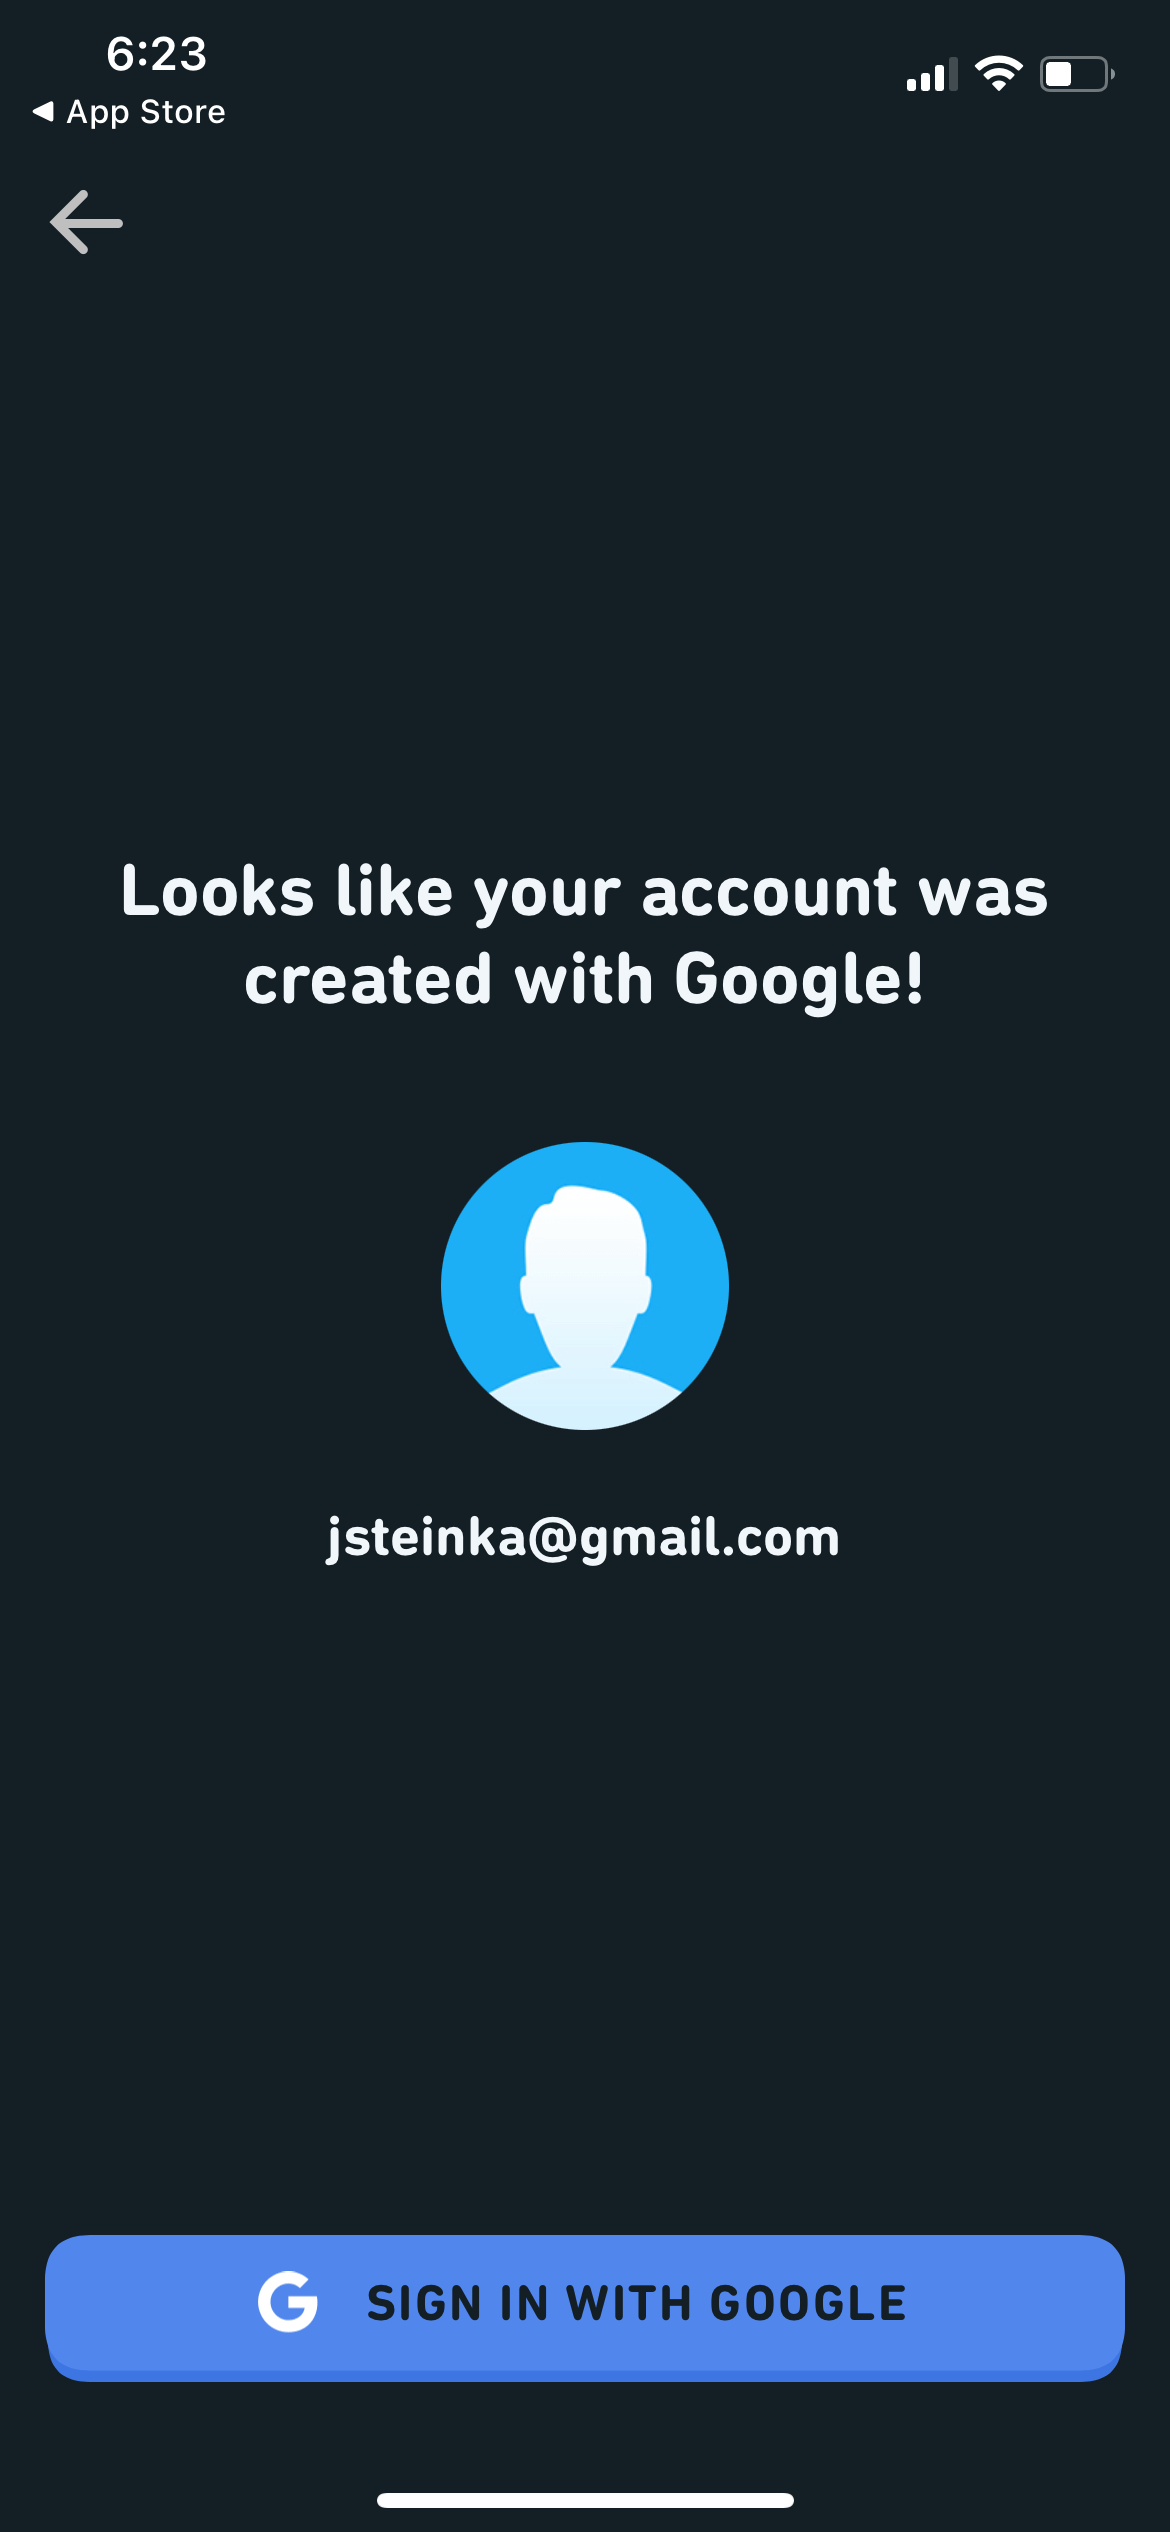 6:23
◀ App Store
Looks like your account was
created with Google!
jsteinka@gmail.com
G SIGN IN WITH GOOGLE